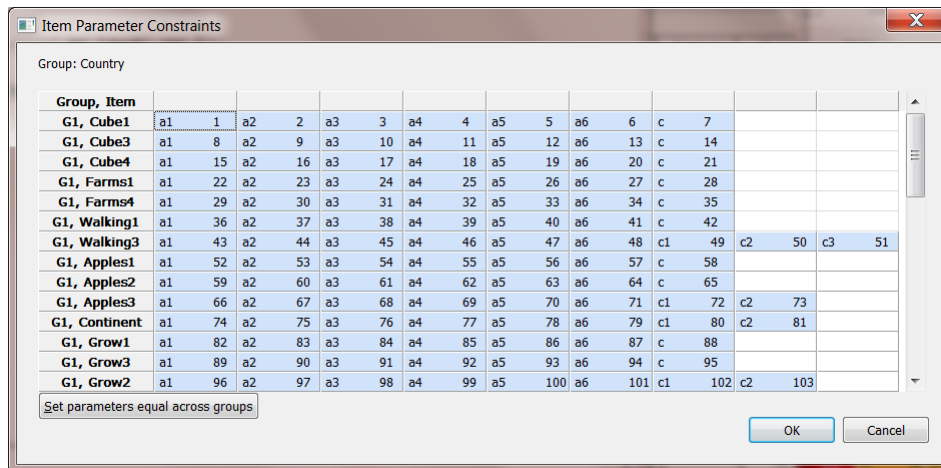 Item Parameter Constraints
Group: Country
Group, Item
G1, Cube1 a1 1 a2 2 a3 3 a4 4 a5 5 a6 6 c 7
G1, Cube3 a1 8 a2 9 a3 10 a4 11 a5 12 a6 13 c 14
G1, Cube4 a1 15 a2 16 a3 17 a4 18 a5 19 a6 20 c 21
G1, Farms1 a1 22 a2 23 a3 24 a4 25 a5 26 a6 27 c 28
G1, Farms4 a1 29 a2 30 a3 31 a4 32 a5 33 a6 34 c 35
G1, Walking1 a1 36 a2 37 a3 38 a4 39 a5 40 a6 41 c 42
G1, Walking3 a1 43 a2 44 a3 45 a4 46 a5 47 a6 48 c1 49 c2 50 c3 51
G1, Apples1 a1 52 a2 53 a3 54 a4 55 a5 56 a6 57 c 58
G1, Apples2 a1 59 a2 60 a3 61 a4 62 a5 63 a6 64 c 65
G1, Apples3 a1 66 a2 67 a3 68 a4 69 a5 70 a6 71 c1 72 c2 73
G1, Continent a1 74 a2 75 a3 76 a4 77 a5 78 a6 79 c1 80 c2 81
G1, Grow1 a1 82 a2 83 a3 84 a4 85 a5 86 a6 87 c 88
G1, Grow3 a1 89 a2 90 a3 91 a4 92 a5 93 a6 94 c 95
G1, Grow2 a1 96 a2 97 a3 98 a4 99 a5 100 a6 101 c1 102 c2 103
Set parameters equal across groups
OK Cancel